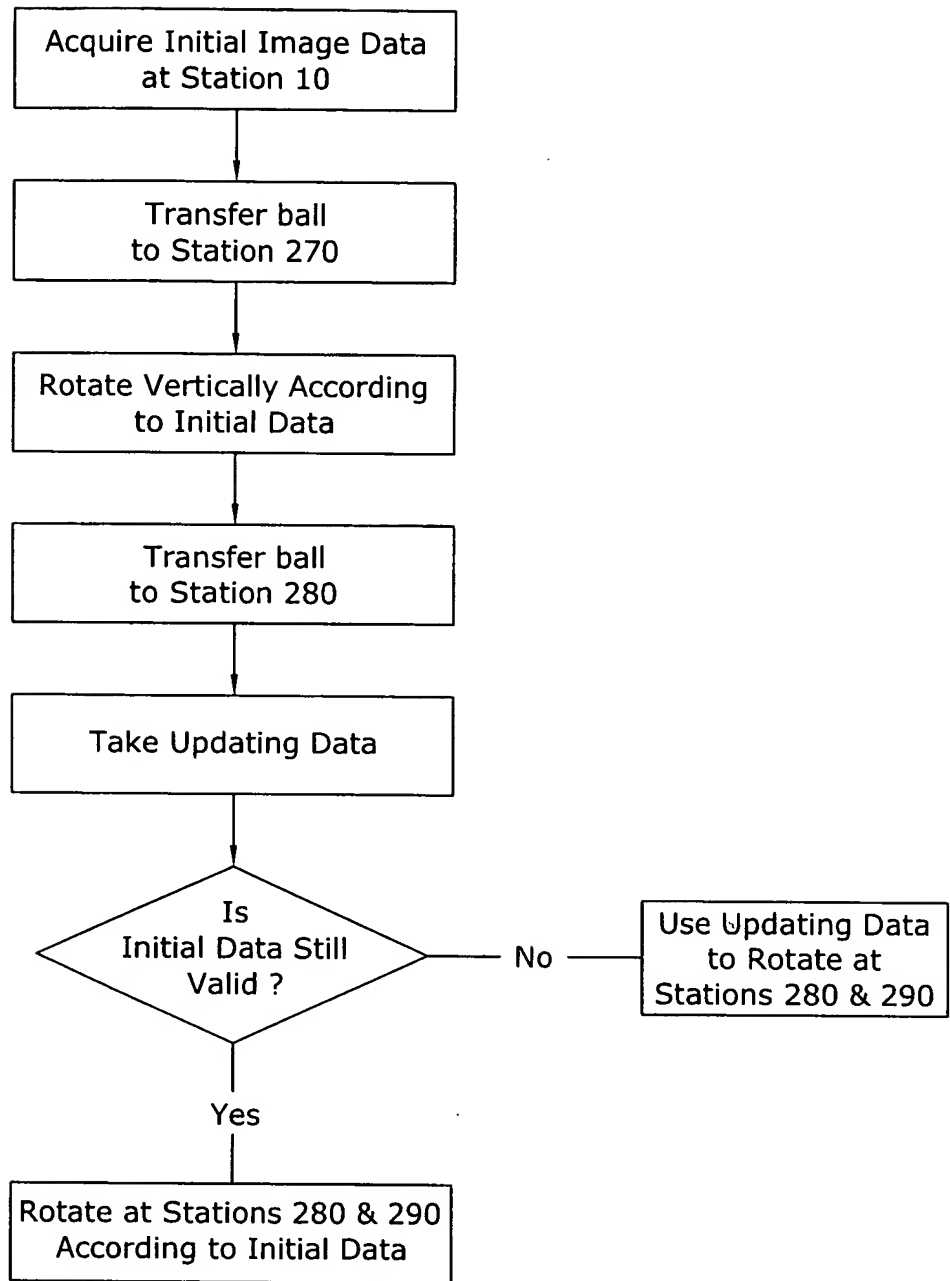 Acquire Initial Image Data
at Station 10
Transfer ball
to Station 270
Rotate Vertically According
to Initial Data
Transfer ball
to Station 280
Take Updating Data
Is
Initial Data Still
Valid ?
No
Use Updating Data
to Rotate at
Stations 280 & 290
Yes
Rotate at Stations 280 & 290
According to Initial Data